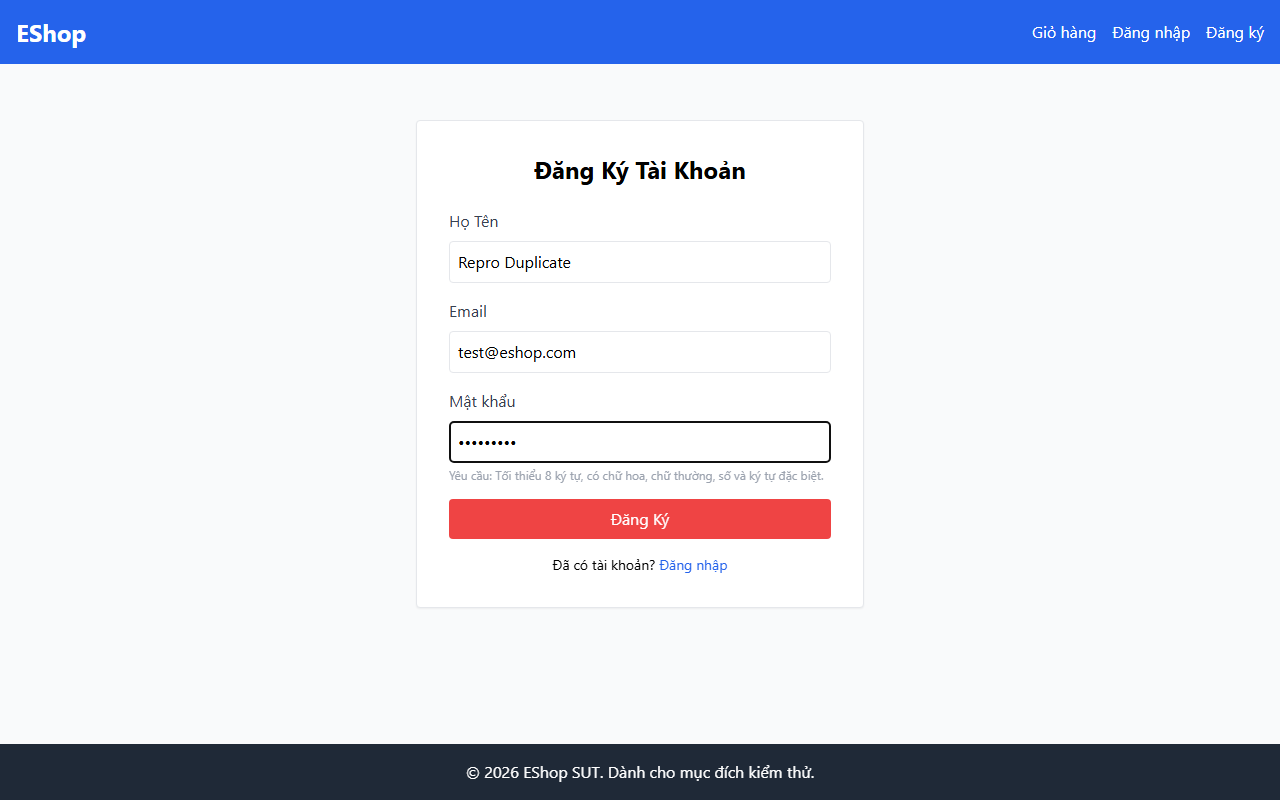 EShop
Giỏ hàng Đăng nhập Đăng ký
Đăng Ký Tài Khoản
Họ Tên
Repro Duplicate
Email
test@eshop.com
Mật khẩu
•••••••••
Yêu cầu: Tối thiểu 8 ký tự, có chữ hoa, chữ thường, số và ký tự đặc biệt.
Đăng Ký
Đã có tài khoản? Đăng nhập
© 2026 EShop SUT. Dành cho mục đích kiểm thử.